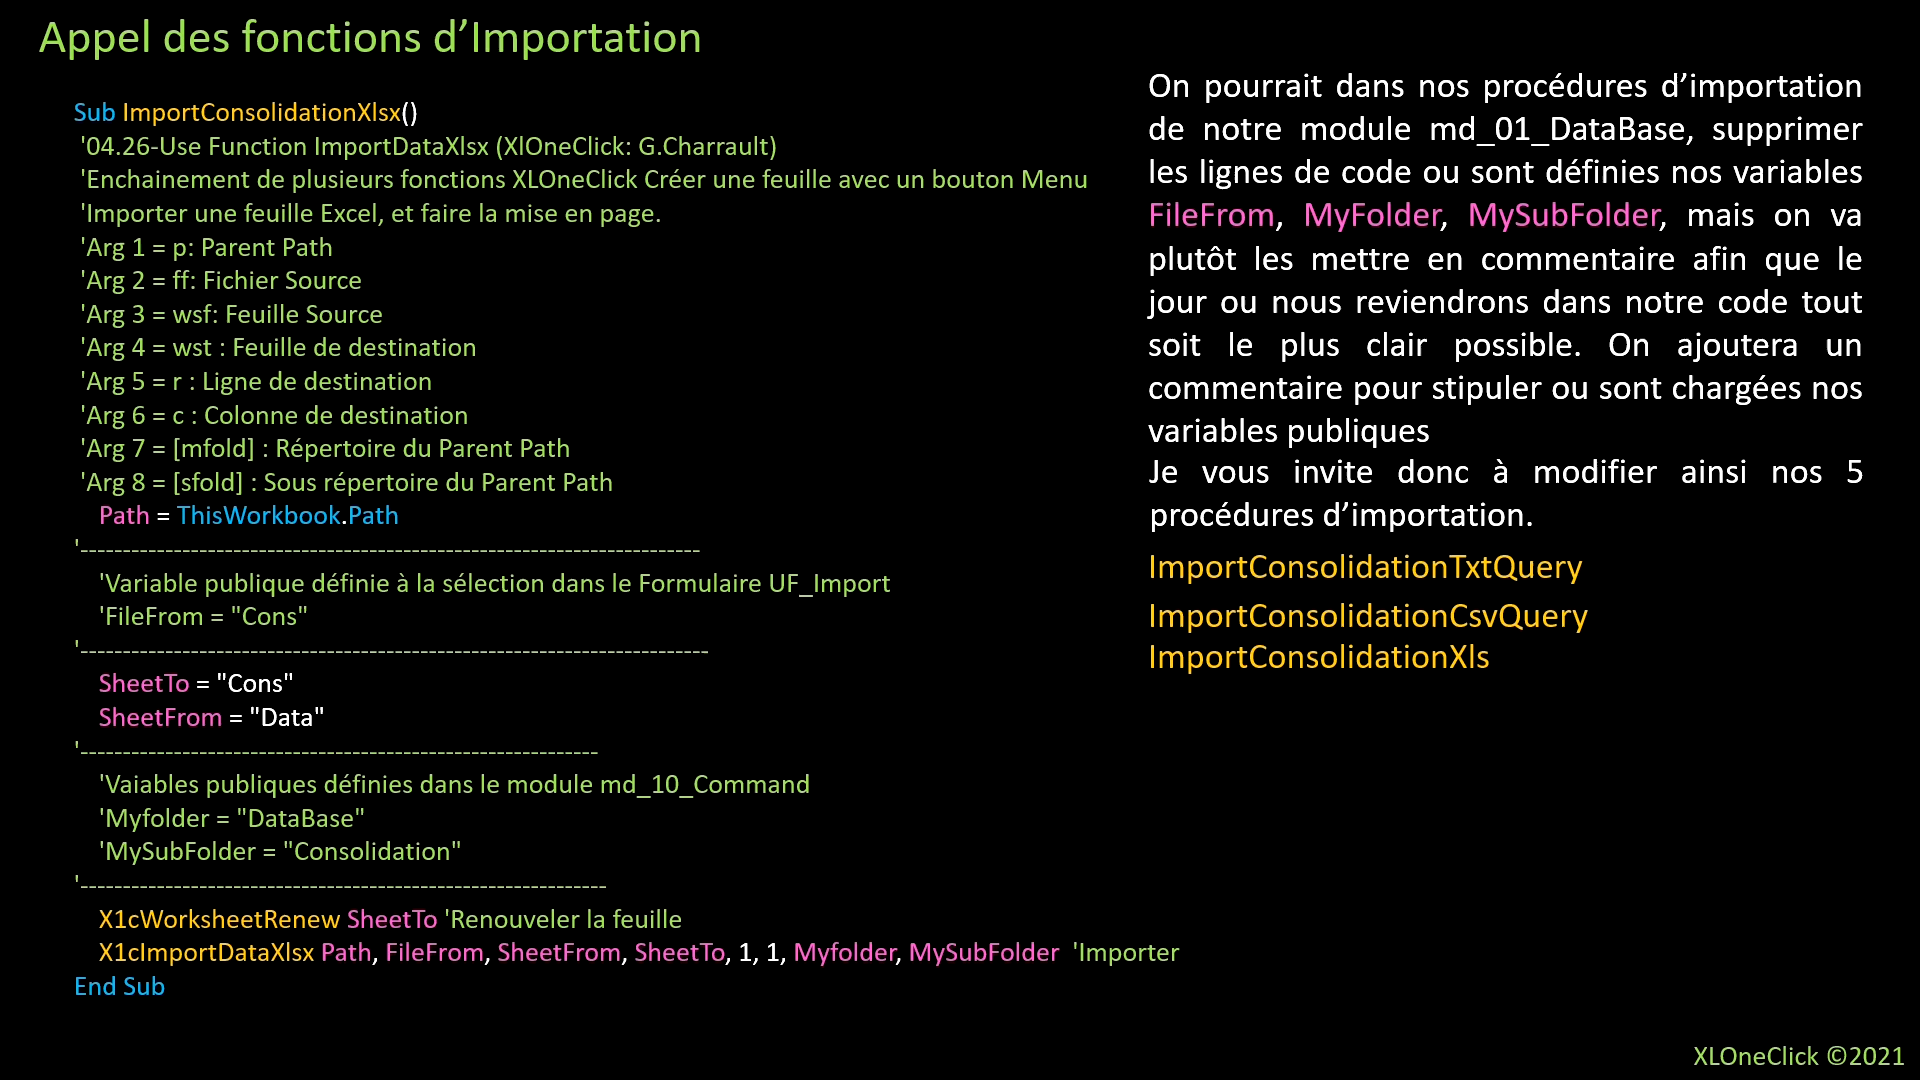 Appel des fonctions d’Importation
Sub ImportConsolidationXlsx()
'04.26-Use Function ImportDataXlsx (XlOneClick: G.Charrault)
'Enchainement de plusieurs fonctions XLOneClick Créer une feuille avec un bouton Menu
'Importer une feuille Excel, et faire la mise en page.
'Arg 1 = p: Parent Path
'Arg 2 = ff: Fichier Source
'Arg 3 = wsf: Feuille Source
'Arg 4 = wst : Feuille de destination
'Arg 5 = r : Ligne de destination
'Arg 6 = c : Colonne de destination
'Arg 7 = [mfold] : Répertoire du Parent Path
'Arg 8 = [sfold] : Sous répertoire du Parent Path
Path = ThisWorkbook.Path
'-------------------------------------------------------------------------
'Variable publique définie à la sélection dans le Formulaire UF_Import
'FileFrom = "Cons"
'--------------------------------------------------------------------------
SheetTo = "Cons"
SheetFrom = "Data"
'-------------------------------------------------------------
'Vaiables publiques définies dans le module md_10_Command
'Myfolder = "DataBase"
'MySubFolder = "Consolidation"
'--------------------------------------------------------------
X1cWorksheetRenew SheetTo 'Renouveler la feuille
X1cImportDataXlsx Path, FileFrom, SheetFrom, SheetTo, 1, 1, Myfolder, MySubFolder 'Importer
End Sub
On pourrait dans nos procédures d’importation
de notre module md_01_DataBase, supprimer
les lignes de code ou sont définies nos variables
FileFrom, MyFolder, MySubFolder, mais on va
plutôt les mettre en commentaire afin que le
jour ou nous reviendrons dans notre code tout
soit le plus clair possible. On ajoutera un
commentaire pour stipuler ou sont chargées nos
variables publiques
Je vous invite donc à modifier ainsi nos 5
procédures d’importation.
ImportConsolidationTxtQuery
ImportConsolidationCsvQuery
ImportConsolidationXls
XLOneClick ©2021